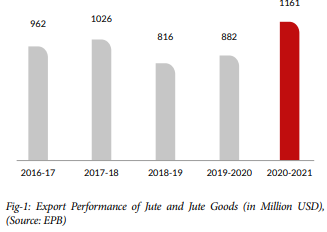 1161
1026
962
882
816
2016-17 2017-18 2018-19 2019-2020 2020-2021
Fig-1: Export Performance of Jute and Jute Goods (in Million USD),
(Source: EPB)